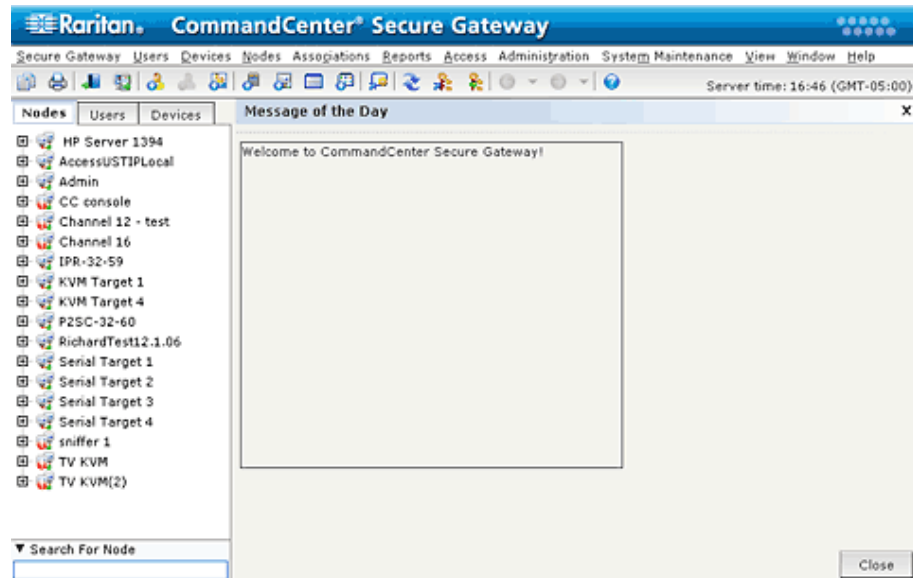 Raritan. CommandCenter® Secure Gateway
Secure Gateway Users Devices Nodes Associations Reports Access Administration System Maintenance View Window Help
Server time: 16:46 (GMT-05:00)
Nodes Users Devices
Message of the Day X
HP Server 1394
AccessUSTIPLocal
Admin
CC console
Channel 12 - test
Channel 16
IPR-32-59
KVM Target 1
KVM Target 4
P2SC-32-60
RichardTest12.1.06
Serial Target 1
Serial Target 2
Serial Target 3
Serial Target 4
sniffer 1
TV KVM
TV KVM(2)
Welcome to CommandCenter Secure Gateway!
▼ Search For Node
Close